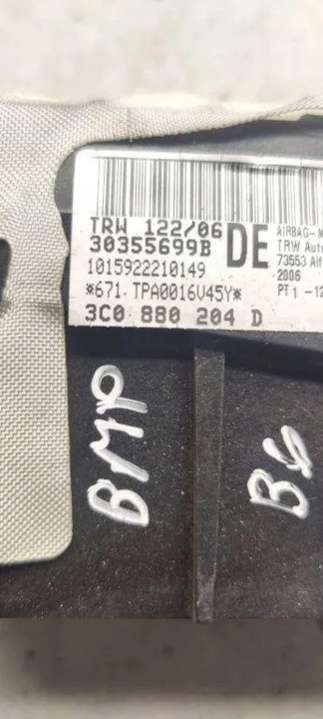 TRW 122/06
30355699B
DE
1015922210149
*671.TPA0016V45Y*
3C0 880 204 D
AIRBAG-M
TRW Auto
73553 Alf
2006
PT1 -12
BMP
B6